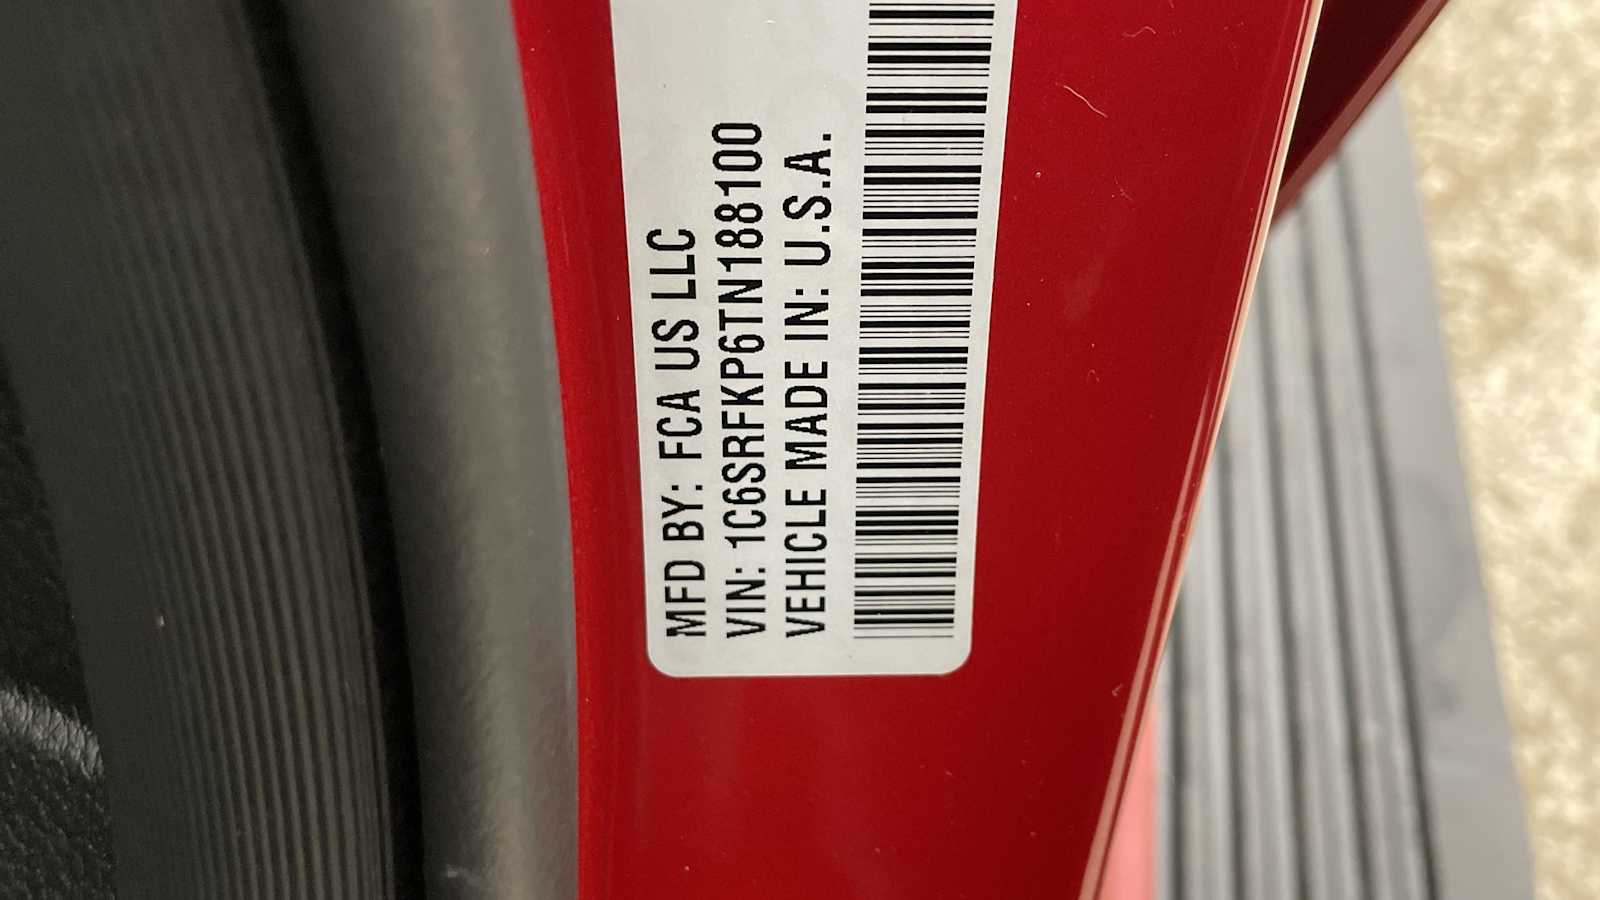 MFD BY: FCA US LLC
VIN: 1C6SRFKP6TN188100
VEHICLE MADE IN: U.S.A.